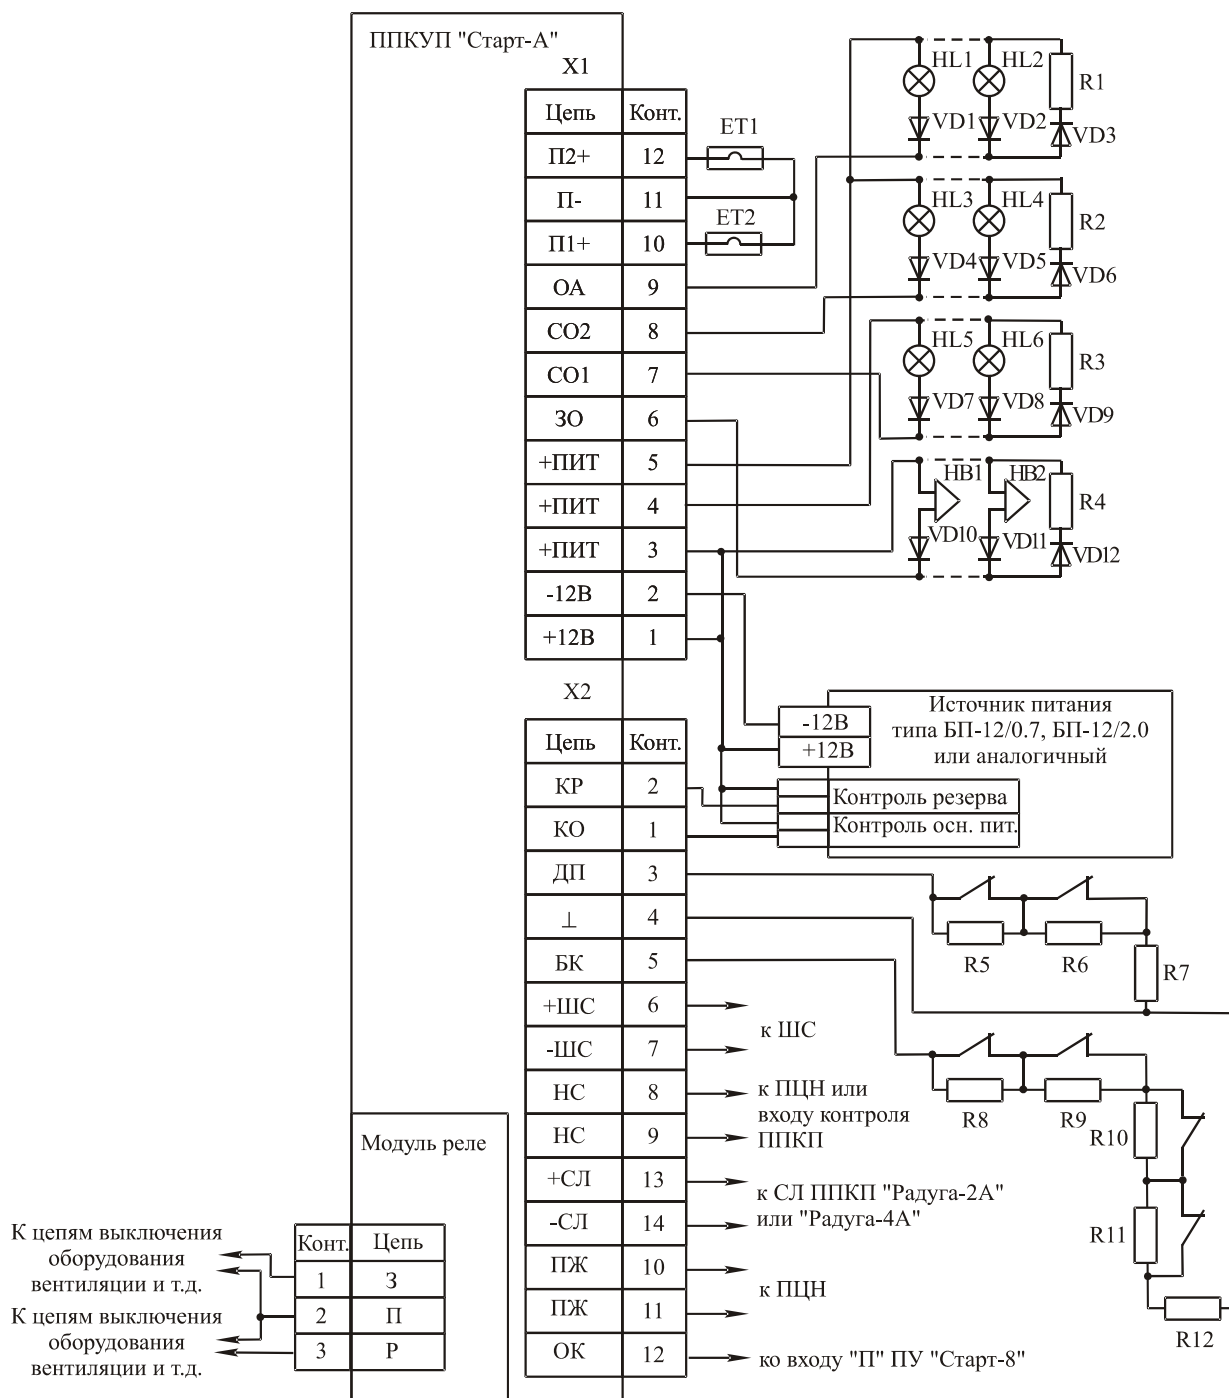 ППКУП "Старт-А"
X1
Цепь Конт.
П2+ 12
П- 11
П1+ 10
ОА 9
СО2 8
СО1 7
ЗО 6
+ПИТ 5
+ПИТ 4
+ПИТ 3
-12В 2
+12В 1
ET1
ET2
HL1 HL2 R1
VD1 VD2 VD3
HL3 HL4 R2
VD4 VD5 VD6
HL5 HL6 R3
VD7 VD8 VD9
HB1 HB2 R4
VD10 VD11 VD12
X2
Цепь Конт.
КР 2
КО 1
ДП 3
⊥ 4
БК 5
+ШС 6
-ШС 7
НС 8
НС 9
+СЛ 13
-СЛ 14
ПЖ 10
ПЖ 11
ОК 12
-12В
+12В
Источник питания
типа БП-12/0.7, БП-12/2.0
или аналогичный
Контроль резерва
Контроль осн. пит.
R5 R6 R7
к ШС
к ПЦН или
входу контроля
ППКП
R8 R9 R10
к СЛ ППКП "Радуга-2А"
или "Радуга-4А"
R11
к ПЦН
R12
ко входу "П" ПУ "Старт-8"
Модуль реле
Конт. Цепь
1 З
2 П
3 Р
К цепям выключения
оборудования
вентиляции и т.д.
К цепям выключения
оборудования
вентиляции и т.д.